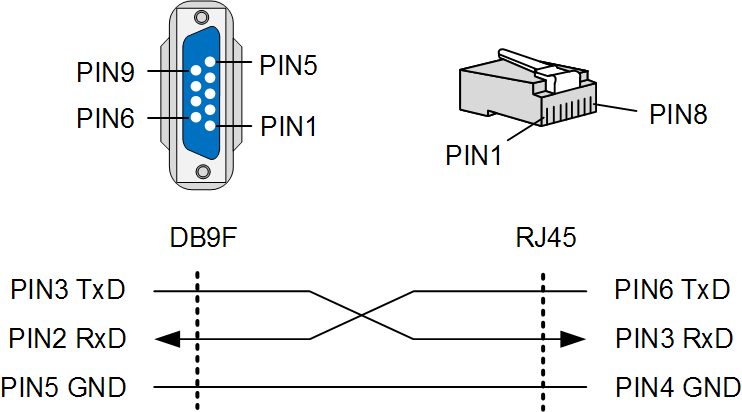 PIN9
PIN5
PIN6
PIN1
PIN8
PIN1
DB9F
RJ45
PIN3 TxD
PIN6 TxD
PIN2 RxD
PIN3 RxD
PIN5 GND
PIN4 GND